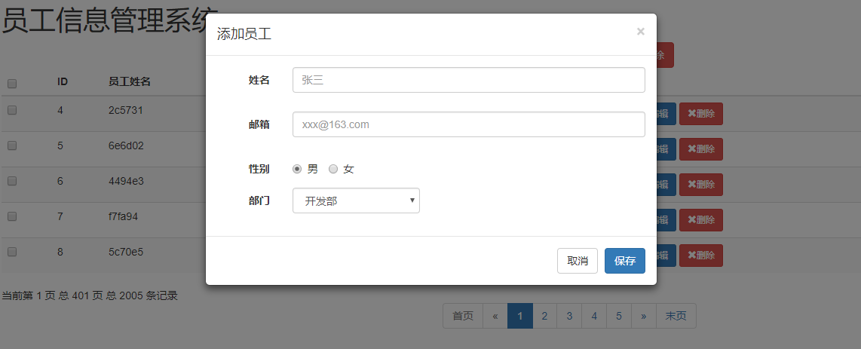 员工信息管理系统
添加员工
×
除
ID 员工姓名
姓名 张三
4 2c5731
编辑 删除
邮箱 xxx@163.com
5 6e6d02
编辑 删除
性别 男 女
6 4494e3
编辑 删除
部门 开发部
7 f7fa94
编辑 删除
8 5c70e5
编辑 删除
取消 保存
当前第 1 页 总 401 页 总 2005 条记录
首页 « 1 2 3 4 5 » 末页